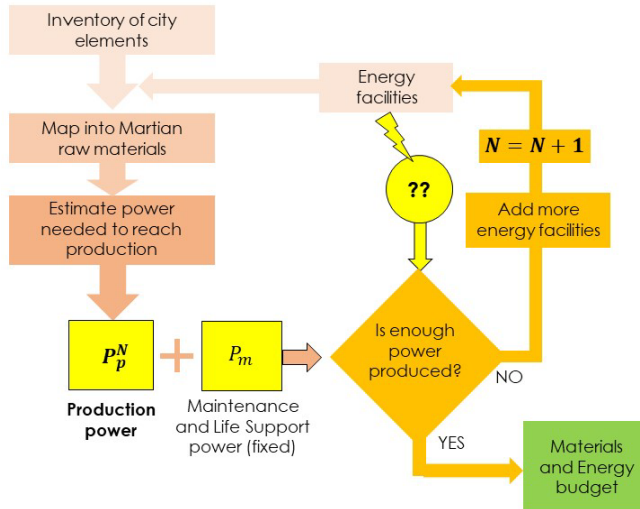 Inventory of city
elements
Energy
facilities
Map into Martian
raw materials
N = N + 1
??
Estimate power
needed to reach
production
Add more
energy facilities
Is enough
power
produced?
P_p^N
+
P_m
NO
Production
power
Maintenance
and Life Support
power (fixed)
YES
Materials
and Energy
budget